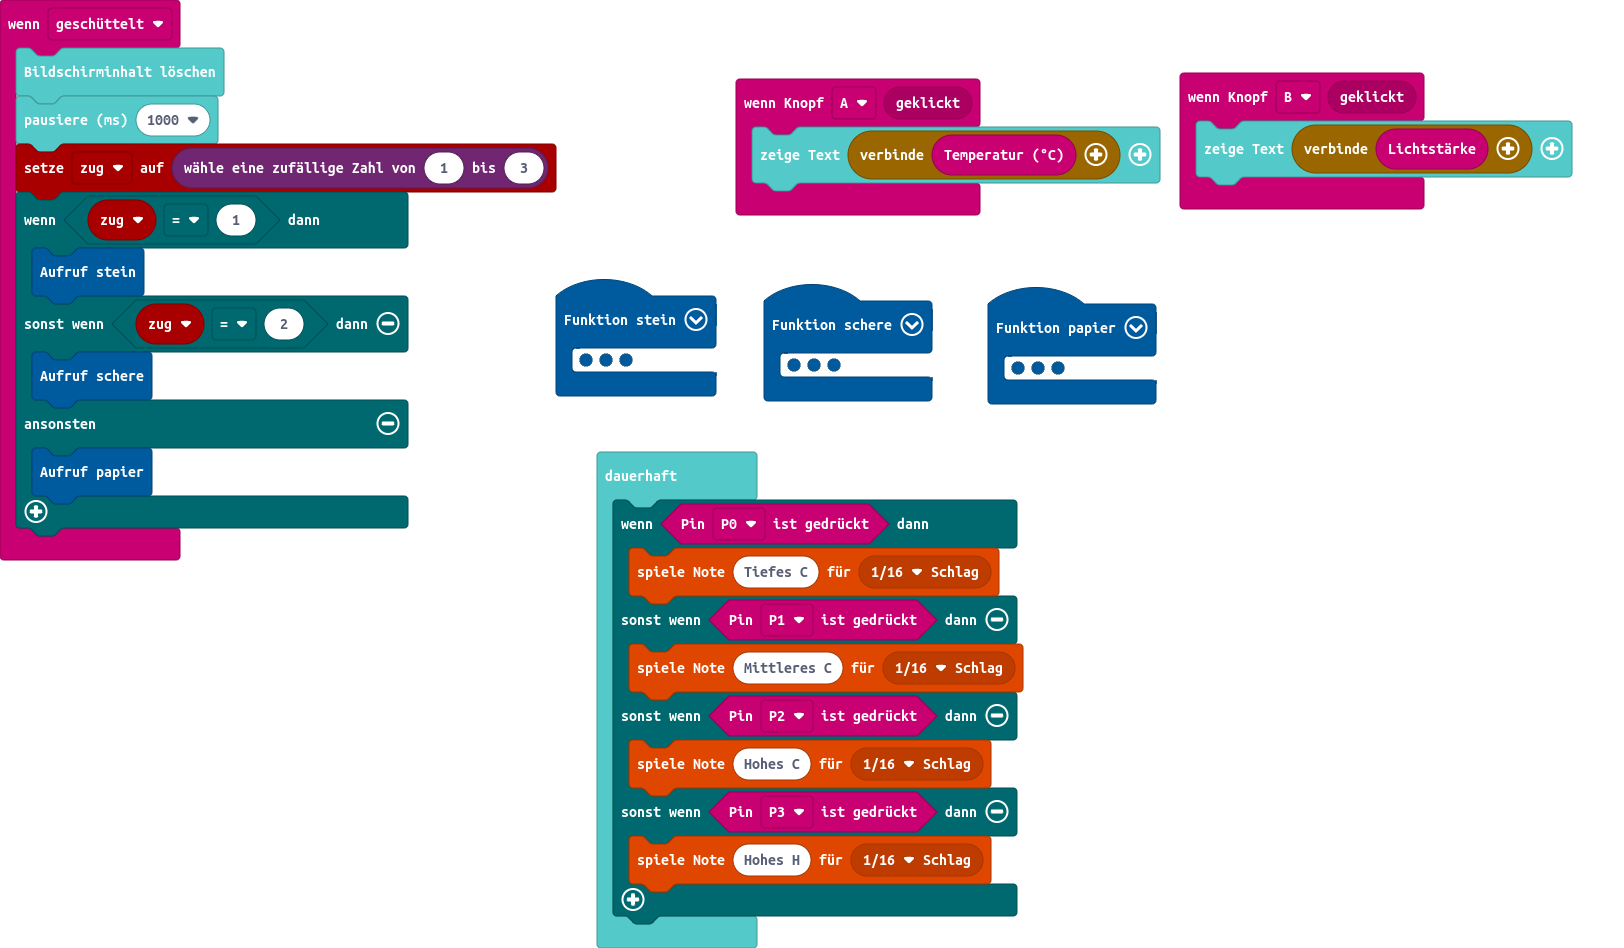 wenn geschüttelt
Bildschirminhalt löschen
pausiere (ms) 1000
setze zug auf wähle eine zufällige Zahl von 1 bis 3
wenn zug = 1 dann
Aufruf stein
sonst wenn zug = 2 dann
Aufruf schere
ansonsten
Aufruf papier
wenn Knopf A geklickt
zeige Text verbinde Temperatur (°C)
wenn Knopf B geklickt
zeige Text verbinde Lichtstärke
Funktion stein
Funktion schere
Funktion papier
dauerhaft
wenn Pin P0 ist gedrückt dann
spiele Note Tiefes C für 1/16 Schlag
sonst wenn Pin P1 ist gedrückt dann
spiele Note Mittleres C für 1/16 Schlag
sonst wenn Pin P2 ist gedrückt dann
spiele Note Hohes C für 1/16 Schlag
sonst wenn Pin P3 ist gedrückt dann
spiele Note Hohes H für 1/16 Schlag